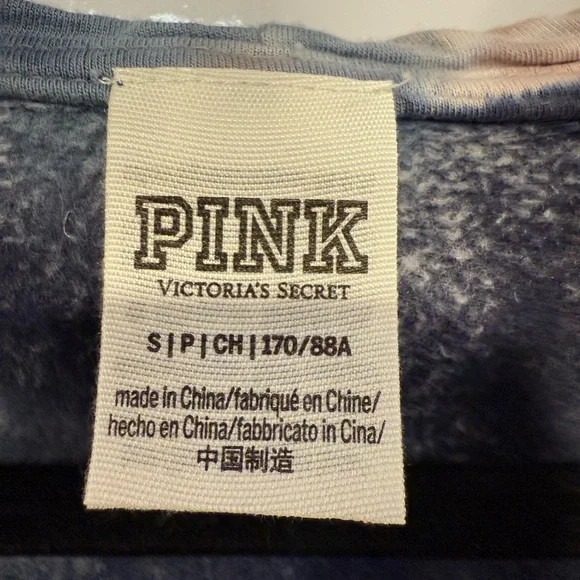 PINK
VICTORIA'S SECRET
S|P|CH|170/88A
made in China/fabriqué en Chine/
hecho en China/fabbricato in Cina/
中国制造